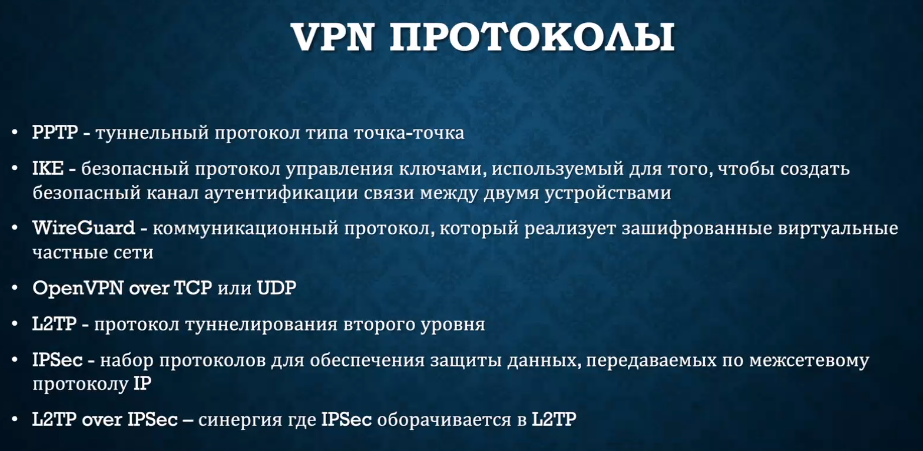 VPN ПРОТОКОЛЫ
• PPTP - туннельный протокол типа точка-точка
• IKE - безопасный протокол управления ключами, используемый для того, чтобы создать
безопасный канал аутентификации связи между двумя устройствами
• WireGuard - коммуникационный протокол, который реализует зашифрованные виртуальные
частные сети
• OpenVPN over TCP или UDP
• L2TP - протокол туннелирования второго уровня
• IPSec - набор протоколов для обеспечения защиты данных, передаваемых по межсетевому
протоколу IP
• L2TP over IPSec – синергия где IPSec оборачивается в L2TP